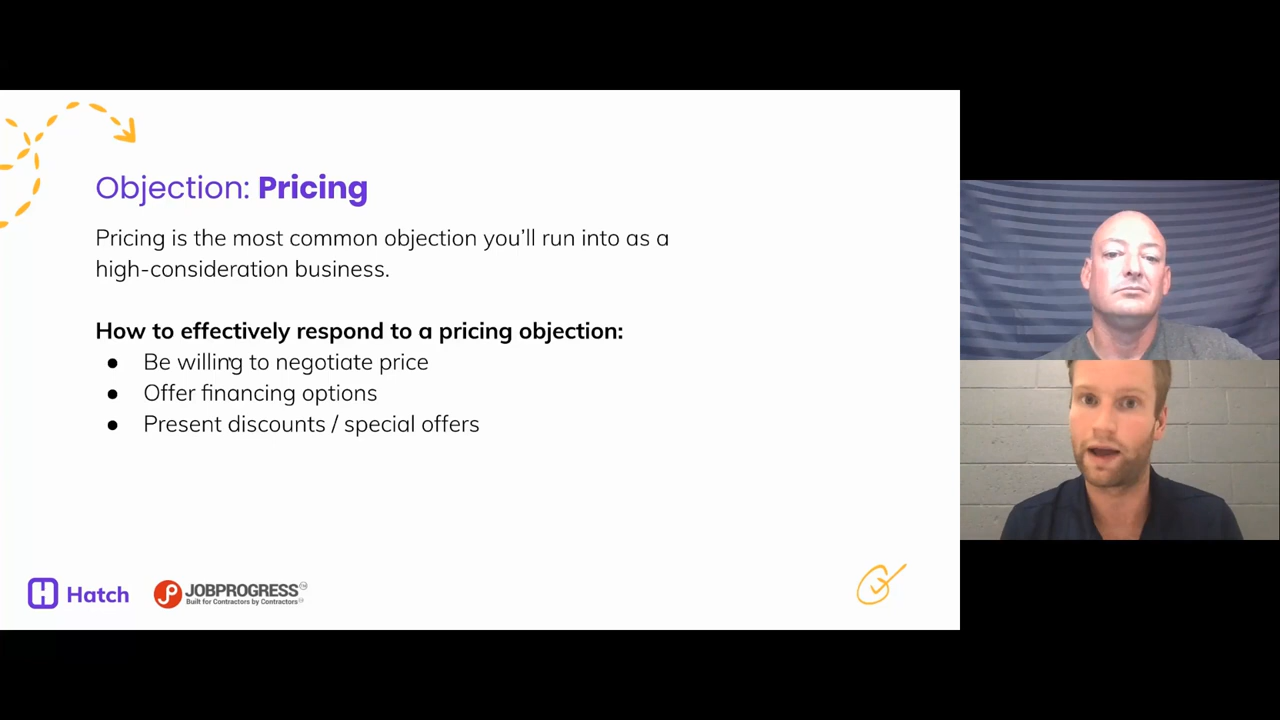 Objection: Pricing
Pricing is the most common objection you’ll run into as a
high-consideration business.
How to effectively respond to a pricing objection:
● Be willing to negotiate price
● Offer financing options
● Present discounts / special offers
Hatch
JOBPROGRESS
Built for Contractors by Contractors